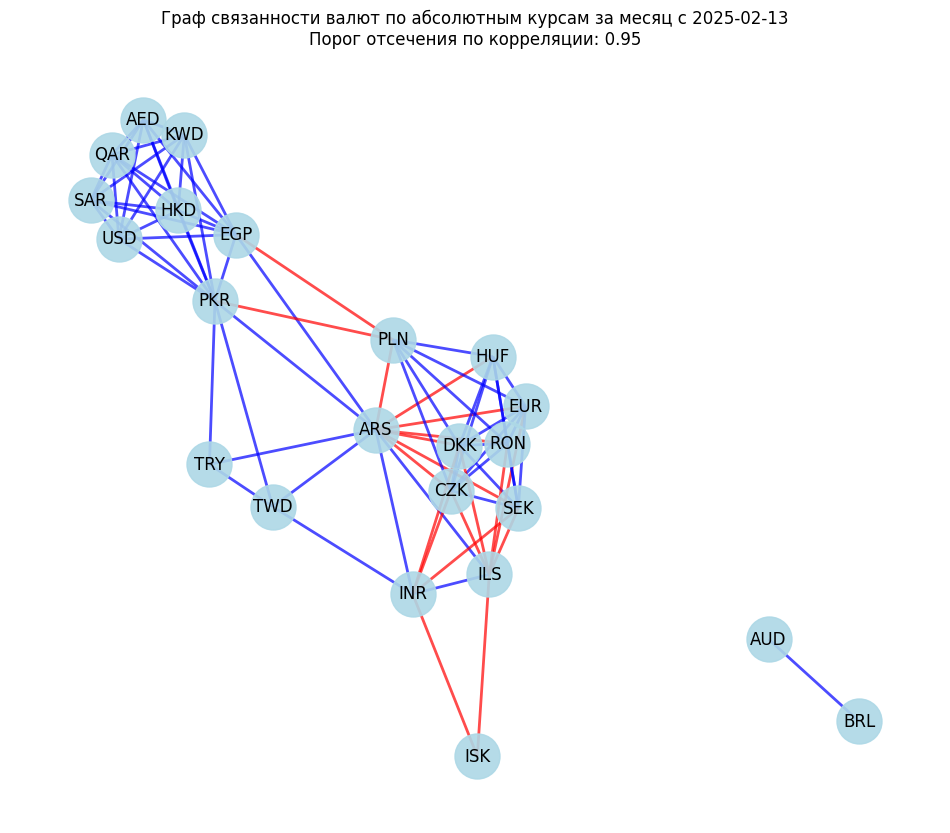 Граф связанности валют по абсолютным курсам за месяц с 2025-02-13
Порог отсечения по корреляции: 0.95
AED
KWD
QAR
SAR
HKD
USD
EGP
PKR
PLN
HUF
EUR
ARS
DKK
RON
TRY
CZK
TWD
SEK
ILS
INR
AUD
BRL
ISK